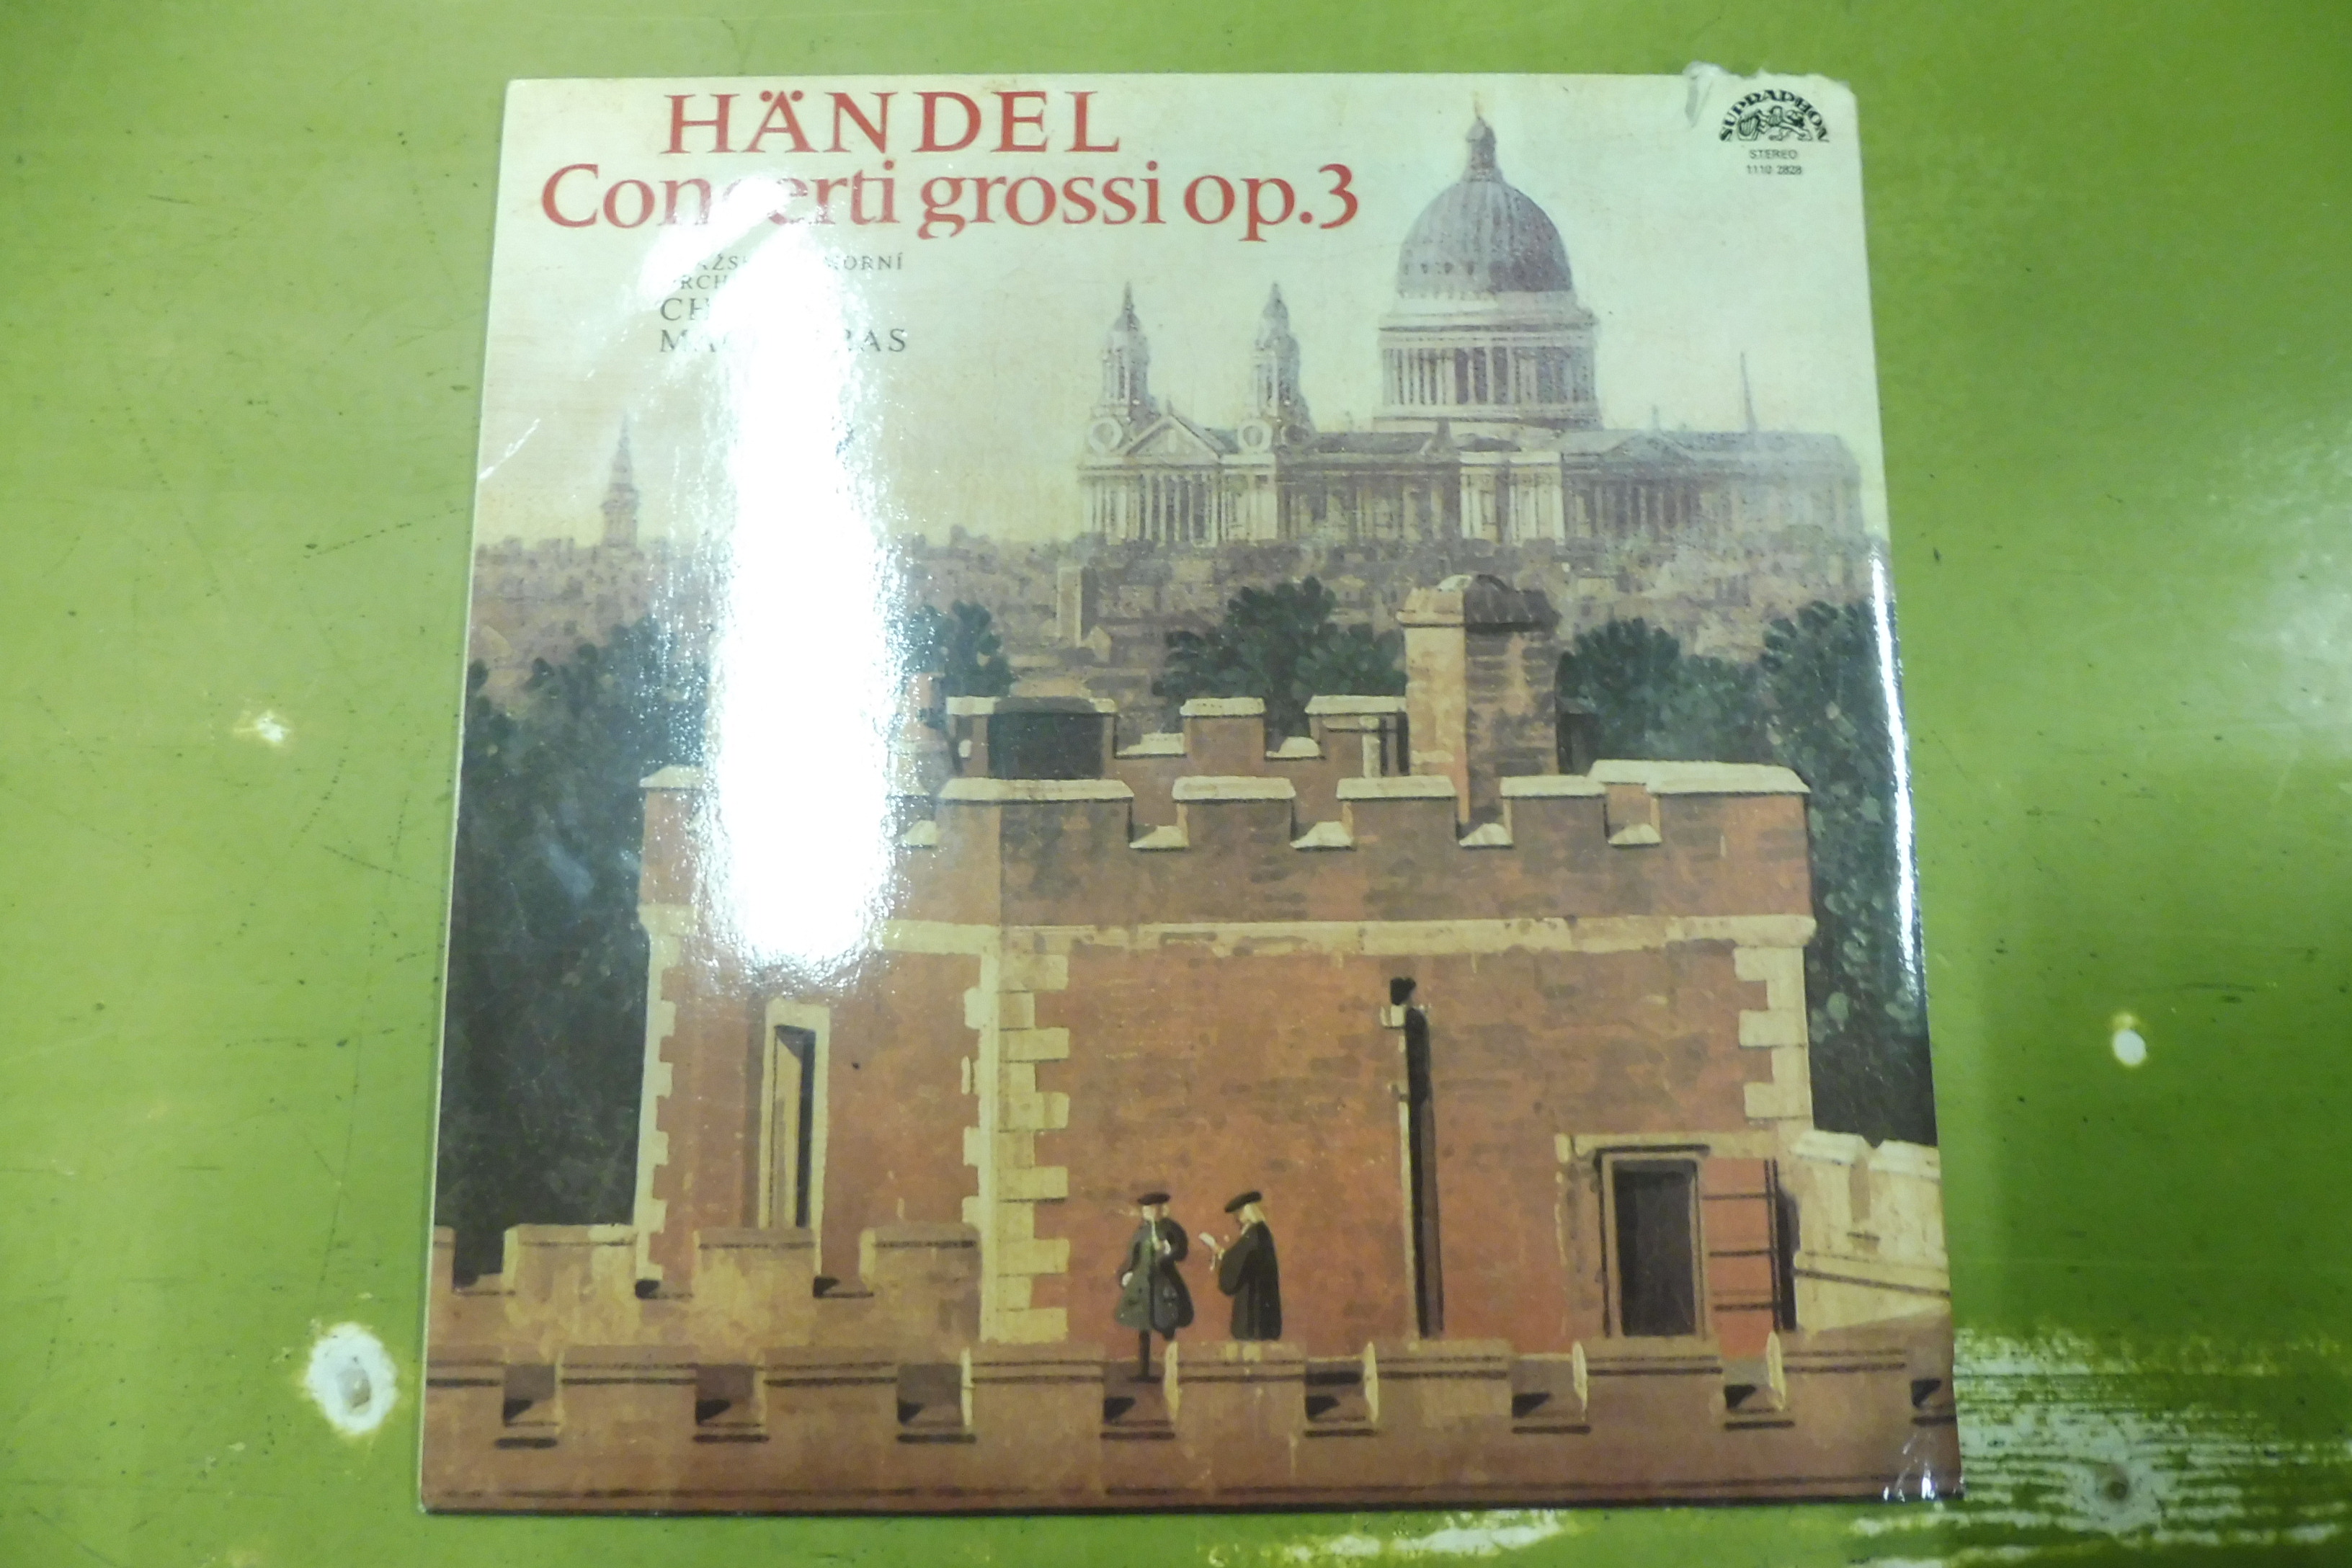 HÄNDEL
Concerti grossi op.3
SUPRAPHON
STEREO
1110 2828